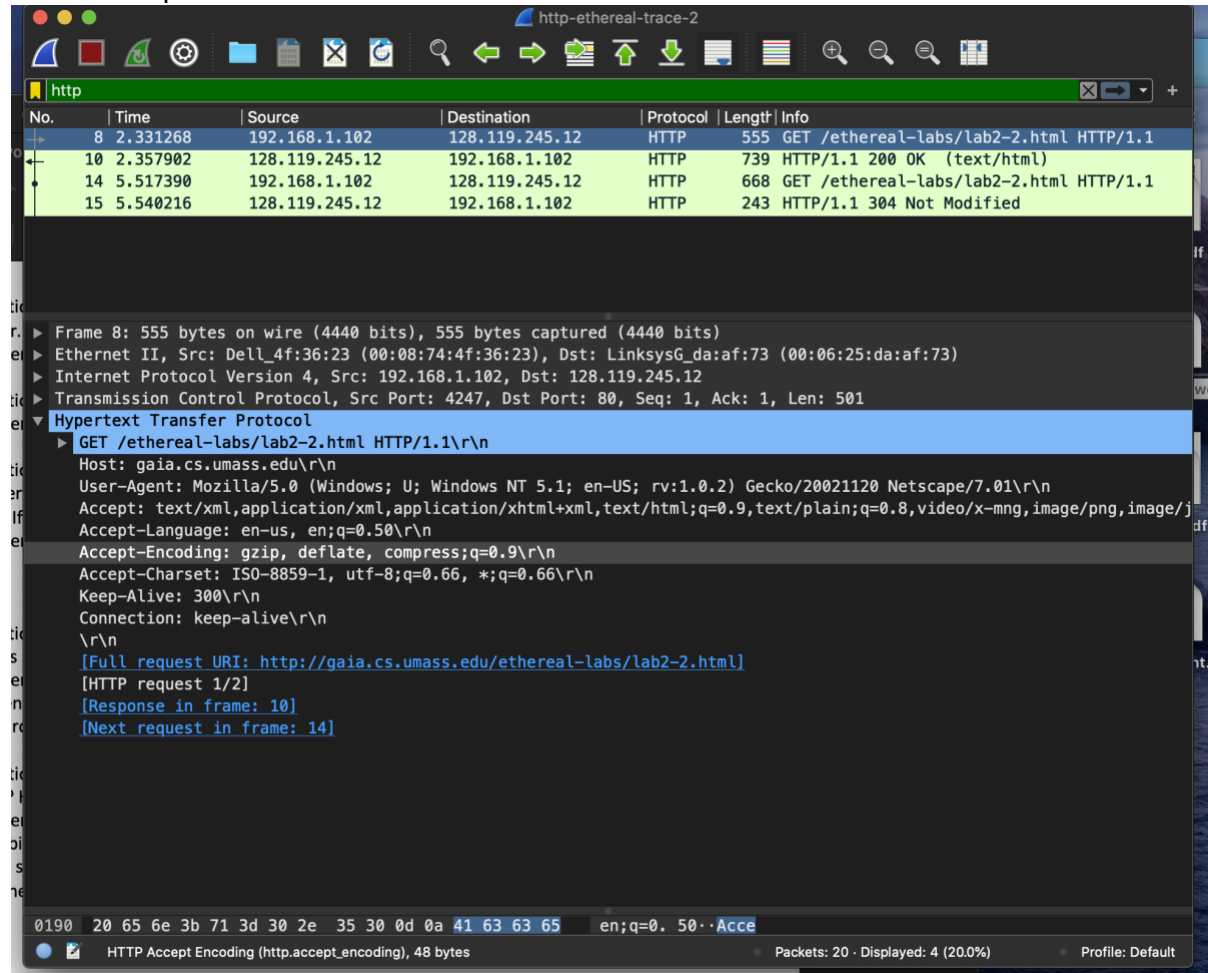 http-ethereal-trace-2
http
No. Time Source Destination Protocol Length Info
8 2.331268 192.168.1.102 128.119.245.12 HTTP 555 GET /ethereal-labs/lab2-2.html HTTP/1.1
10 2.357902 128.119.245.12 192.168.1.102 HTTP 739 HTTP/1.1 200 OK (text/html)
14 5.517390 192.168.1.102 128.119.245.12 HTTP 668 GET /ethereal-labs/lab2-2.html HTTP/1.1
15 5.540216 128.119.245.12 192.168.1.102 HTTP 243 HTTP/1.1 304 Not Modified
Frame 8: 555 bytes on wire (4440 bits), 555 bytes captured (4440 bits)
Ethernet II, Src: Dell_4f:36:23 (00:08:74:4f:36:23), Dst: LinksysG_da:af:73 (00:06:25:da:af:73)
Internet Protocol Version 4, Src: 192.168.1.102, Dst: 128.119.245.12
Transmission Control Protocol, Src Port: 4247, Dst Port: 80, Seq: 1, Ack: 1, Len: 501
Hypertext Transfer Protocol
GET /ethereal-labs/lab2-2.html HTTP/1.1\r\n
Host: gaia.cs.umass.edu\r\n
User-Agent: Mozilla/5.0 (Windows; U; Windows NT 5.1; en-US; rv:1.0.2) Gecko/20021120 Netscape/7.01\r\n
Accept: text/xml,application/xml,application/xhtml+xml,text/html;q=0.9,text/plain;q=0.8,video/x-mng,image/png,image/j
Accept-Language: en-us, en;q=0.50\r\n
Accept-Encoding: gzip, deflate, compress;q=0.9\r\n
Accept-Charset: ISO-8859-1, utf-8;q=0.66, *;q=0.66\r\n
Keep-Alive: 300\r\n
Connection: keep-alive\r\n
\r\n
[Full request URI: http://gaia.cs.umass.edu/ethereal-labs/lab2-2.html]
[HTTP request 1/2]
[Response in frame: 10]
[Next request in frame: 14]
0190 20 65 6e 3b 71 3d 30 2e 35 30 0d 0a 41 63 63 65 en;q=0. 50··Acce
HTTP Accept Encoding (http.accept_encoding), 48 bytes Packets: 20 · Displayed: 4 (20.0%) Profile: Default